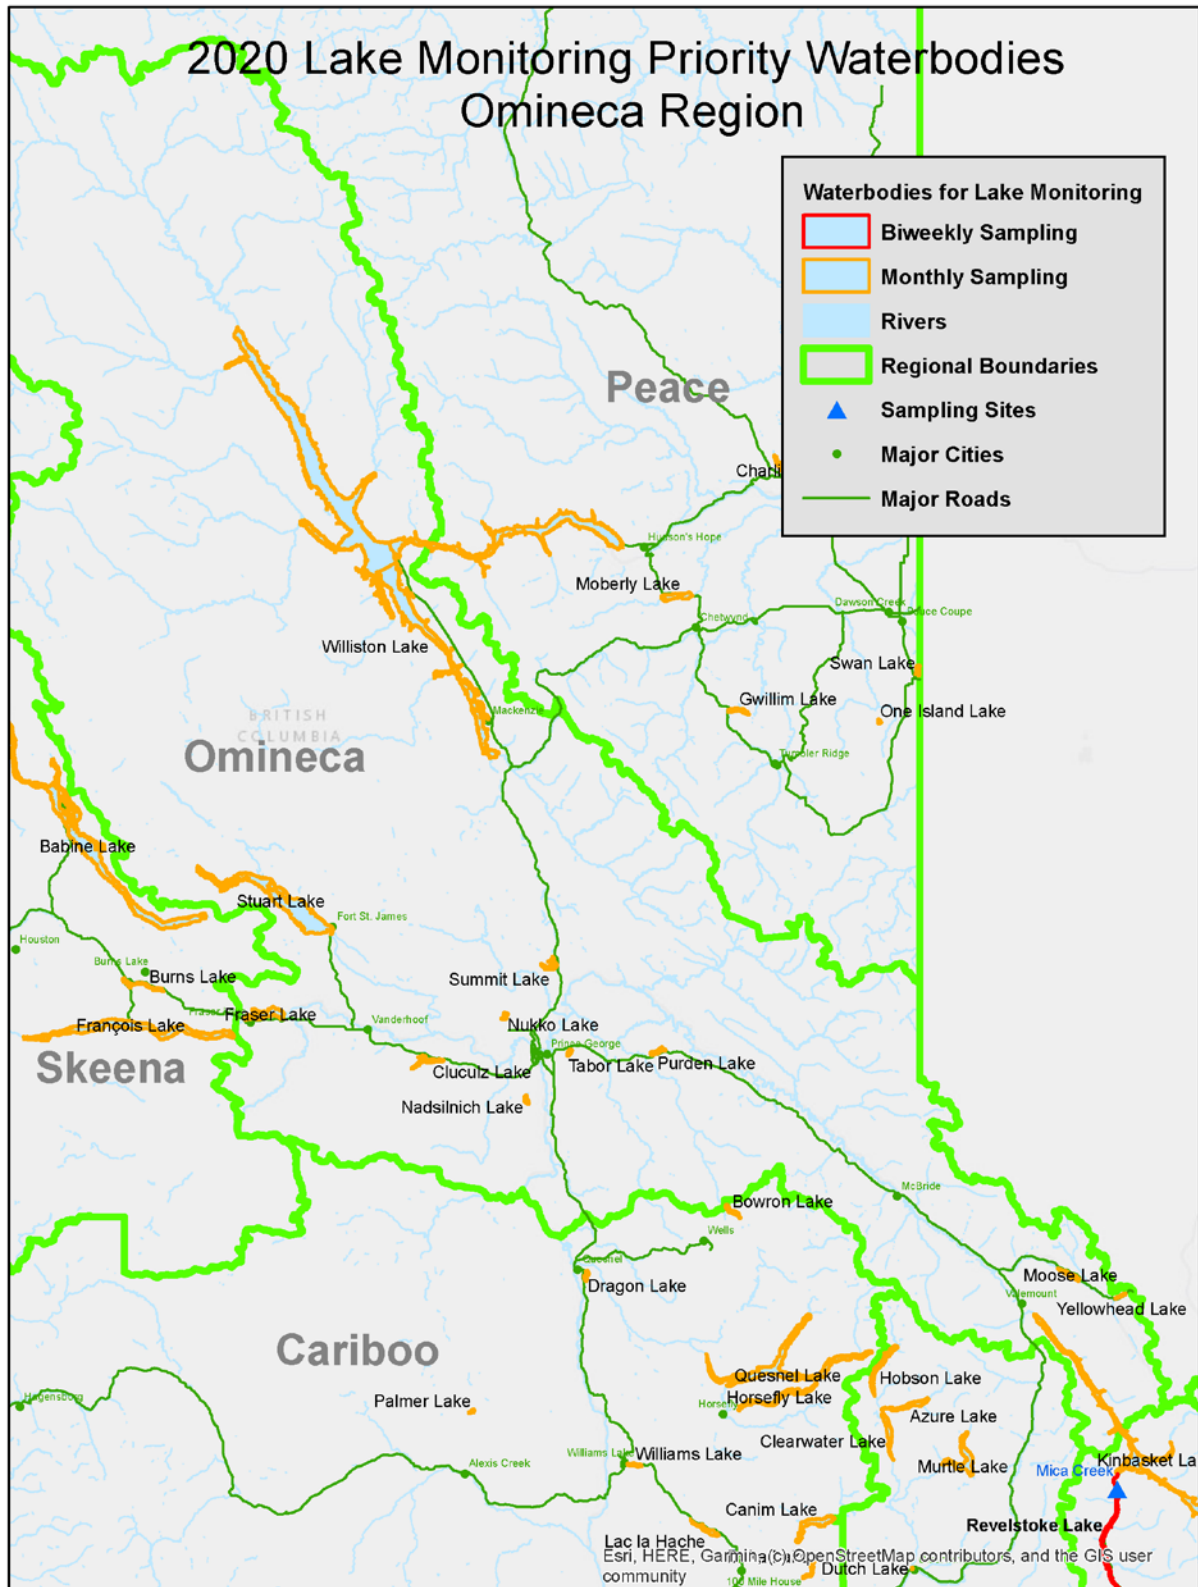 2020 Lake Monitoring Priority Waterbodies
Omineca Region
Waterbodies for Lake Monitoring
Biweekly Sampling
Monthly Sampling
Rivers
Regional Boundaries
Sampling Sites
Major Cities
Major Roads
Peace
Charli
Hudson's Hope
Moberly Lake
Chetwynd
Dawson Creek
Pouce Coupe
Williston Lake
Swan Lake
Gwillim Lake
One Island Lake
Mackenzie
BRITISH
COLUMBIA
Omineca
Tumbler Ridge
Babine Lake
Stuart Lake
Fort St. James
Houston
Burns Lake
Burns Lake
Summit Lake
Fraser
Fraser Lake
François Lake
Vanderhoof
Nukko Lake
Prince George
Skeena
Cluculz Lake
Tabor Lake
Purden Lake
Nadsilnich Lake
McBride
Bowron Lake
Wells
Quesnel
Dragon Lake
Moose Lake
Valemount
Yellowhead Lake
Cariboo
Quesnel Lake
Hobson Lake
Hagensborg
Palmer Lake
Horsefly Lake
Horsefly
Azure Lake
Clearwater Lake
Williams Lake
Williams Lake
Alexis Creek
Murtle Lake
Kinbasket La
Mica Creek
Canim Lake
Revelstoke Lake
Lac la Hache
Esri, HERE, Garmin, (c) OpenStreetMap contributors, and the GIS user
community
100 Mile House
Dutch Lake